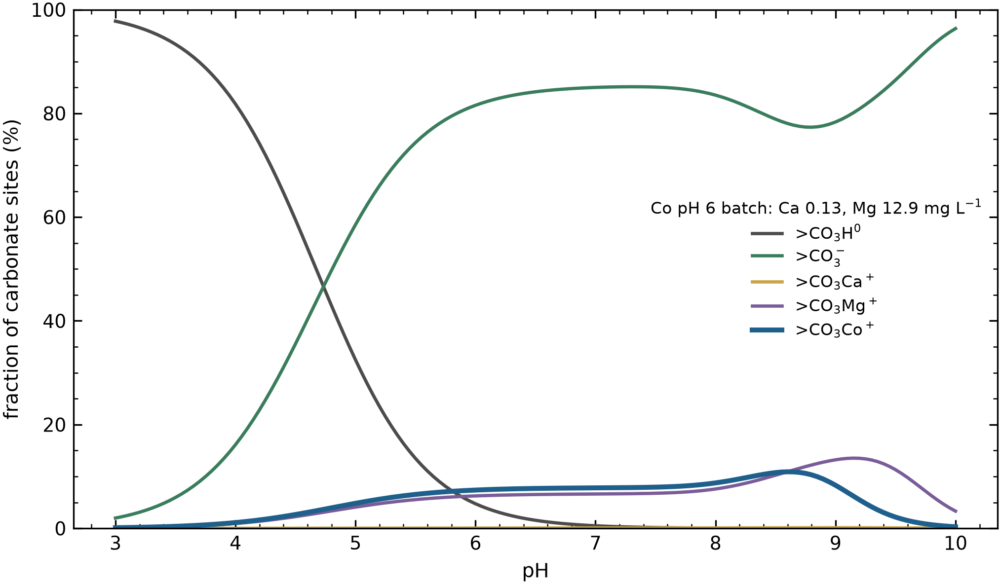 100
80
60
40
20
0
fraction of carbonate sites (%)
Co pH 6 batch: Ca 0.13, Mg 12.9 mg L⁻¹
>CO₃H⁰
>CO₃⁻
>CO₃Ca⁺
>CO₃Mg⁺
>CO₃Co⁺
3 4 5 6 7 8 9 10
pH